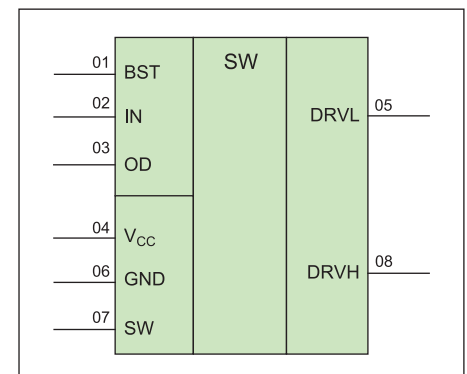 SW
01 BST
02 IN
03 OD
04 VCC
06 GND
07 SW
DRVL 05
DRVH 08